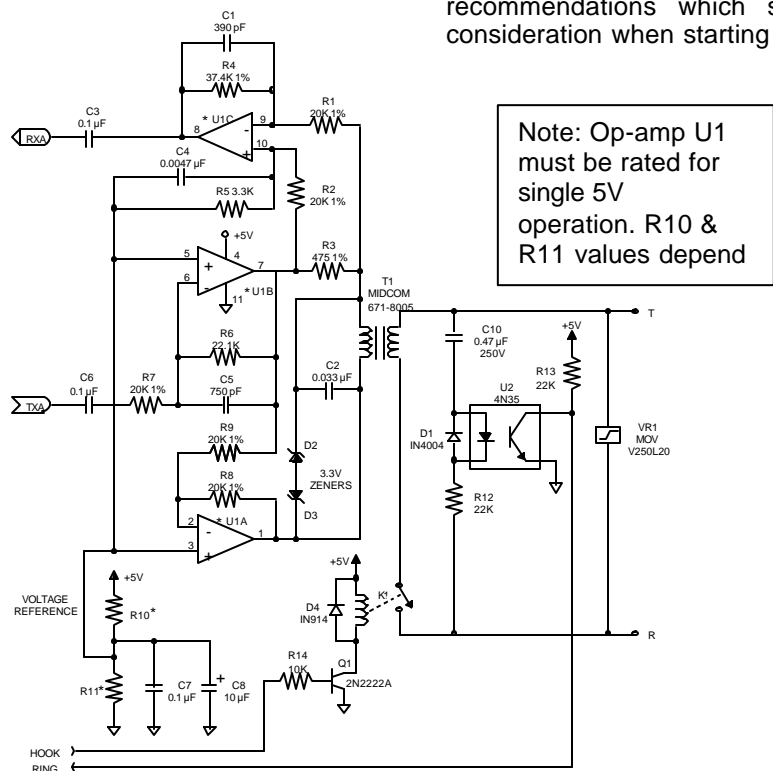 recommendations which s
consideration when starting
Note: Op-amp U1
must be rated for
single 5V
operation. R10 &
R11 values depend
C1
390 pF
R4
37.4K 1%
C3
0.1 µF
RXA
8
* U1C
-
+
9
10
R1
20K 1%
C4
0.0047 µF
R5 3.3K
R2
20K 1%
+5V
5
+
4
7
6
-
11
* U1B
R3
475 1%
T1
MIDCOM
671-8005
R6
22.1K
C2
0.033 µF
C6
0.1 µF
R7
20K 1%
C5
750 pF
TXA
R9
20K 1%
R8
20K 1%
D2
3.3V
ZENERS
D3
2
-
* U1A
1
3
+
C10
0.47 µF
250V
+5V
R13
22K
U2
4N35
D1
IN4004
R12
22K
T
VR1
MOV
V250L20
R
VOLTAGE
REFERENCE
+5V
R10*
R11*
C7
0.1 µF
+
C8
10 µF
+5V
D4
IN914
K1
R14
10K
Q1
2N2222A
HOOK
RING